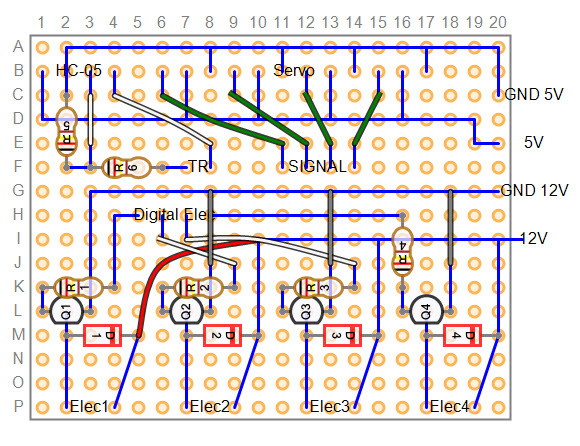 1 2 3 4 5 6 7 8 9 10 11 12 13 14 15 16 17 18 19 20
A
B HC-05 Servo
C GND 5V
D
R 5
E 5V
F R 6 TR SIGNAL
G GND 12V
H Digital Elec
I 12V
R 4
J
K R 1 R 2 R 3
L Q1 Q2 Q3 Q4
M 1 D 2 D 3 D 4 D
N
O
P Elec1 Elec2 Elec3 Elec4